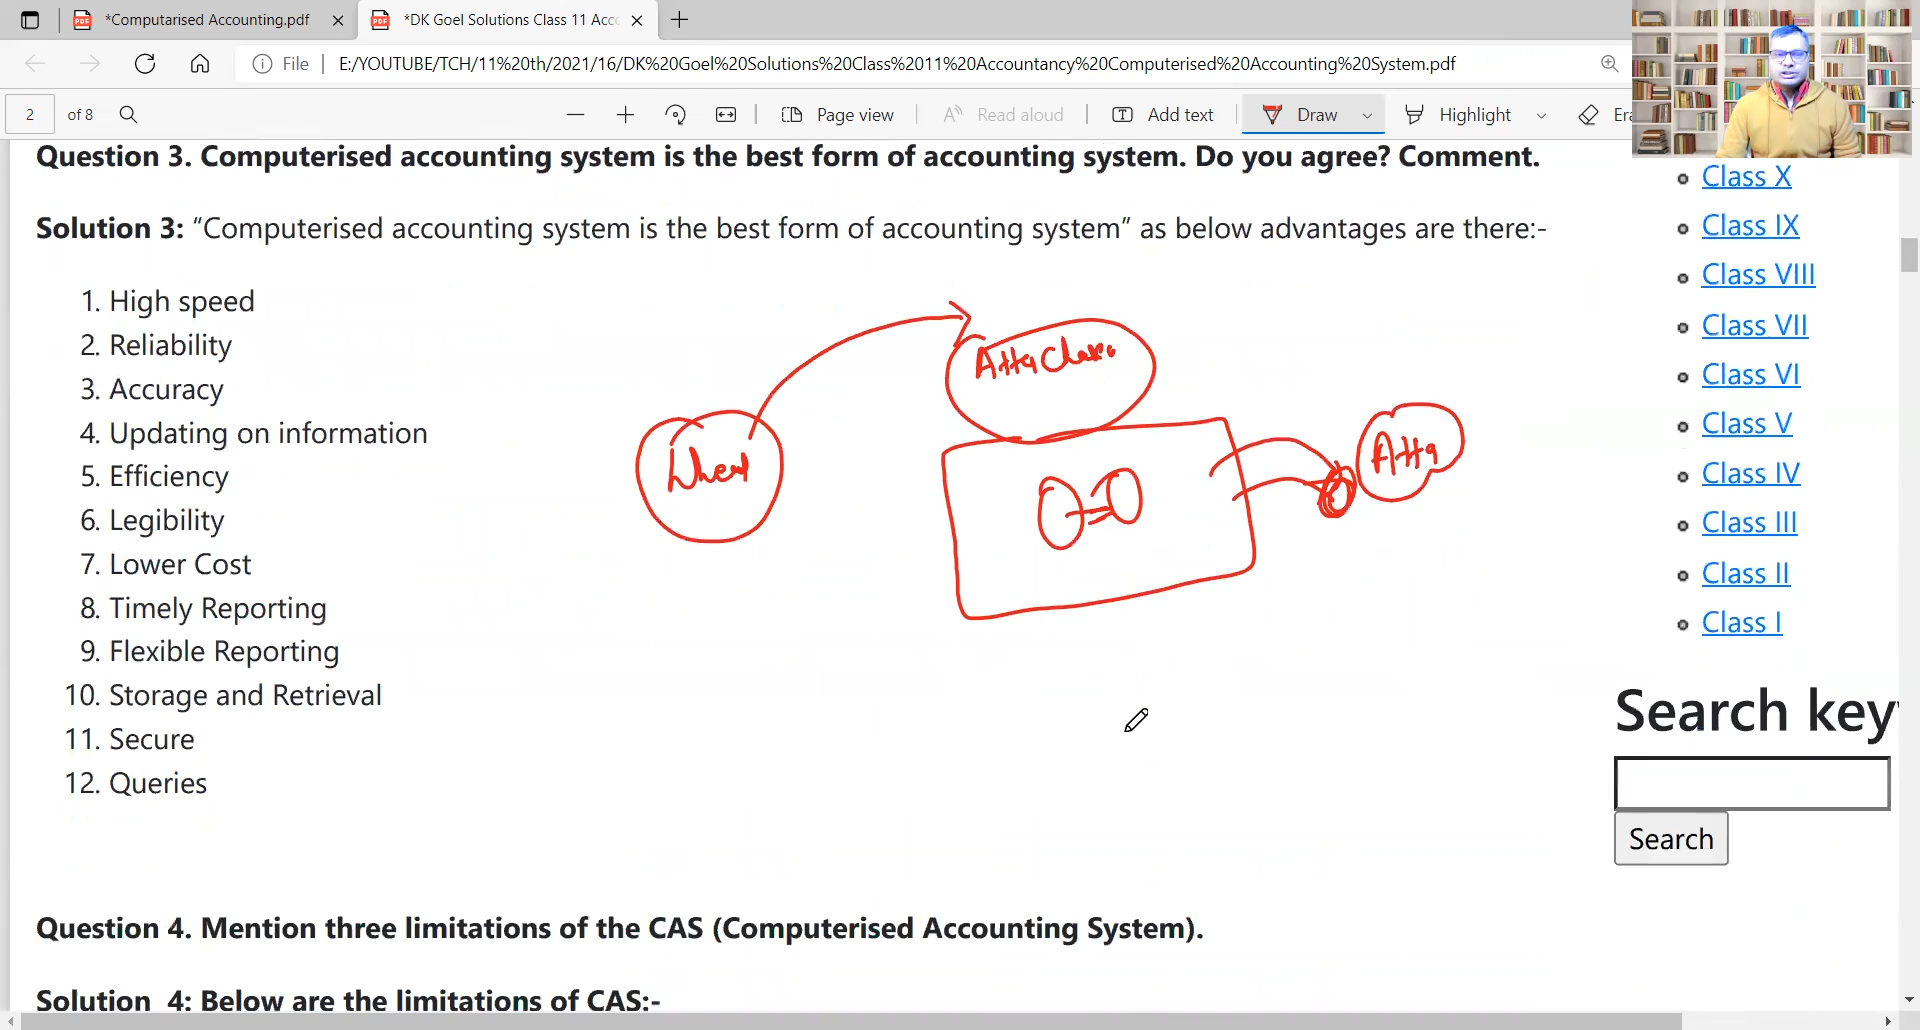 *Computarised Accounting.pdf
*DK Goel Solutions Class 11 Acc
File
E:/YOUTUBE/TCH/11%20th/2021/16/DK%20Goel%20Solutions%20Class%2011%20Accountancy%20Computerised%20Accounting%20System.pdf
2 of 8
Page view
Read aloud
Add text
Draw
Highlight
Era
Question 3. Computerised accounting system is the best form of accounting system. Do you agree? Comment.
Solution 3: “Computerised accounting system is the best form of accounting system” as below advantages are there:-
1. High speed
2. Reliability
3. Accuracy
4. Updating on information
5. Efficiency
6. Legibility
7. Lower Cost
8. Timely Reporting
9. Flexible Reporting
10. Storage and Retrieval
11. Secure
12. Queries
Atta
Atta
Question 4. Mention three limitations of the CAS (Computerised Accounting System).
Solution 4: Below are the limitations of CAS:-
Class X
Class IX
Class VIII
Class VII
Class VI
Class V
Class IV
Class III
Class II
Class I
Search key
Search